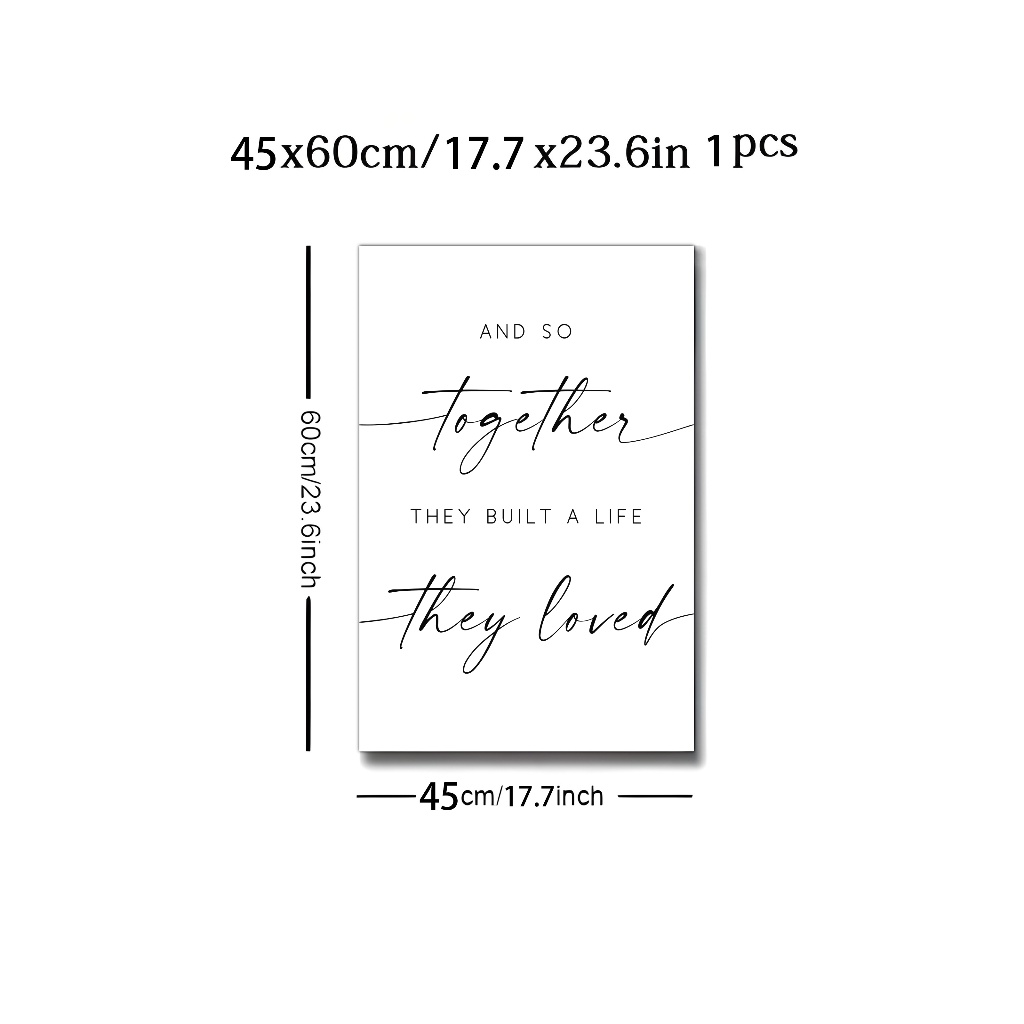 45x60cm/17.7 x23.6in 1pcs
AND SO
together
THEY BUILT A LIFE
they loved
60cm/23.6inch
45cm/17.7inch